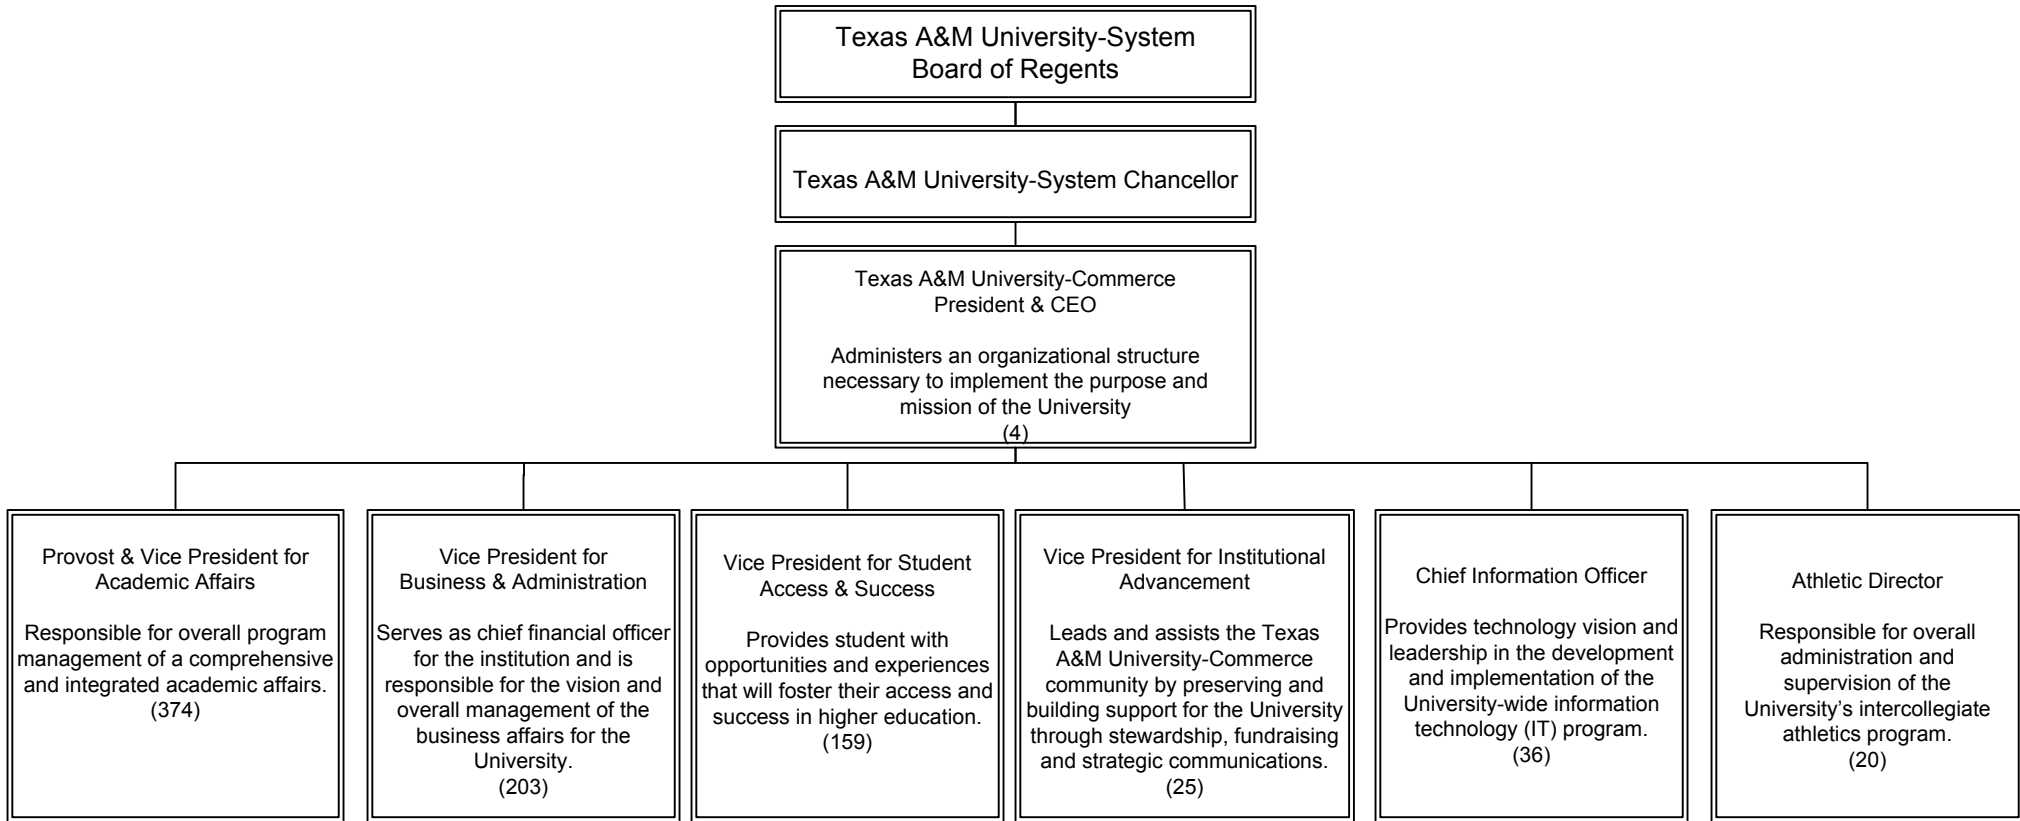 Texas A&M University-System
Board of Regents
Texas A&M University-System Chancellor
Texas A&M University-Commerce
President & CEO
Administers an organizational structure
necessary to implement the purpose and
mission of the University
(4)
Provost & Vice President for
Academic Affairs
Responsible for overall program
management of a comprehensive
and integrated academic affairs.
(374)
Vice President for
Business & Administration
Serves as chief financial officer
for the institution and is
responsible for the vision and
overall management of the
business affairs for the
University.
(203)
Vice President for Student
Access & Success
Provides student with
opportunities and experiences
that will foster their access and
success in higher education.
(159)
Vice President for Institutional
Advancement
Leads and assists the Texas
A&M University-Commerce
community by preserving and
building support for the University
through stewardship, fundraising
and strategic communications.
(25)
Chief Information Officer
Provides technology vision and
leadership in the development
and implementation of the
University-wide information
technology (IT) program.
(36)
Athletic Director
Responsible for overall
administration and
supervision of the
University’s intercollegiate
athletics program.
(20)